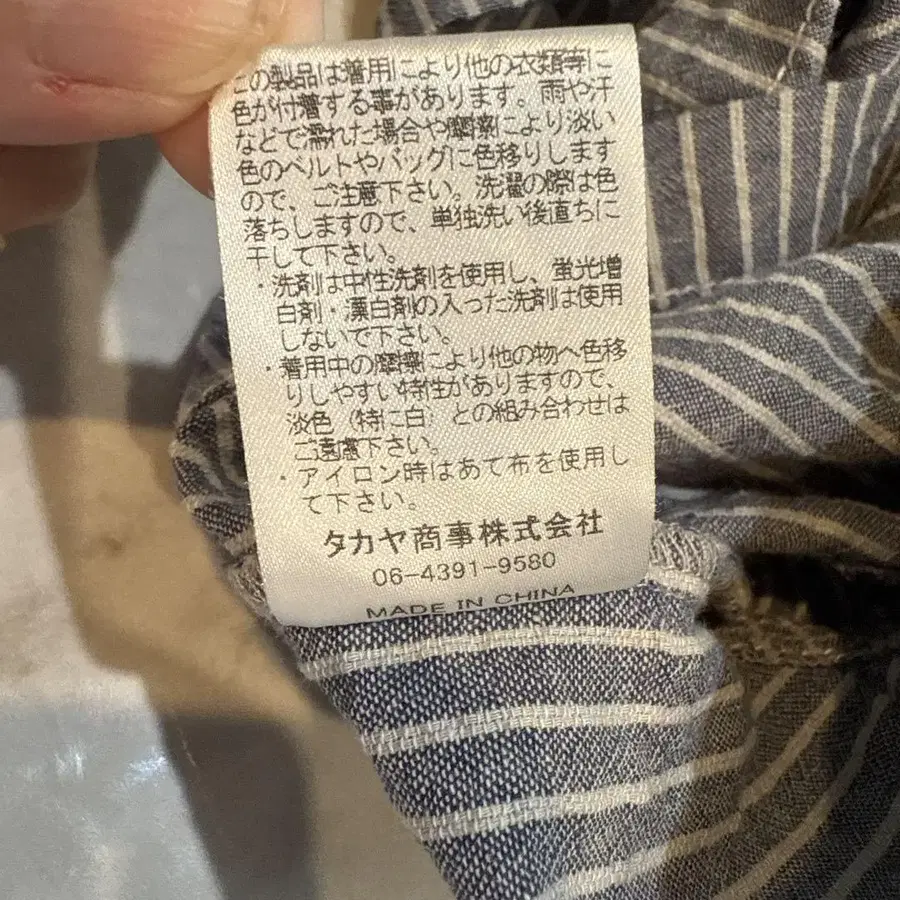 この製品は着用により他の衣類等に
色が付着する事があります。雨や汗
などで濡れた場合や摩擦により淡い
色のベルトやバッグに色移りします
ので、ご注意下さい。洗濯の際は色
落ちしますので、単独洗い後直ちに
干して下さい。
・洗剤は中性洗剤を使用し、蛍光増
白剤・漂白剤の入った洗剤は使用
しないで下さい。
・着用中の摩擦により他の物へ色移
りしやすい特性がありますので、
淡色（特に白）との組み合わせは
ご遠慮下さい。
・アイロン時はあて布を使用し
て下さい。
タカヤ商事株式会社
06-4391-9580
MADE IN CHINA